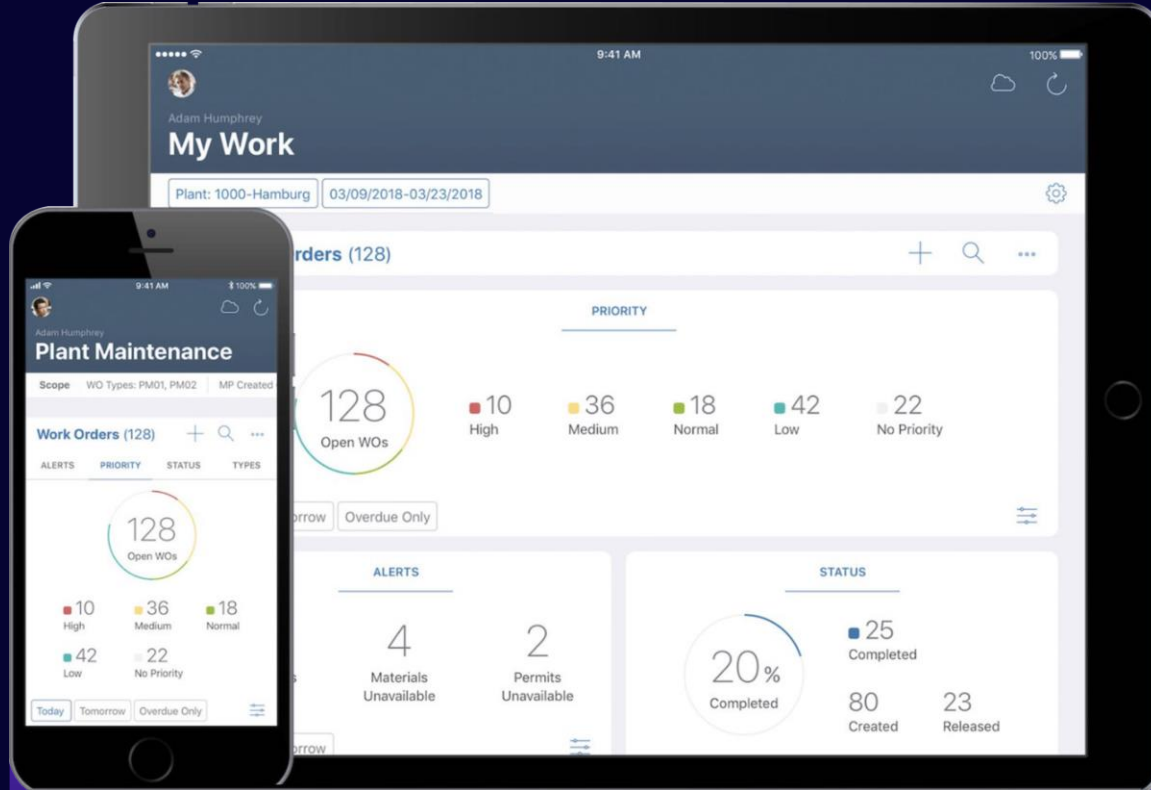 9:41 AM
100%
Adam Humphrey
My Work
Plant: 1000-Hamburg
03/09/2018-03/23/2018
(128)
PRIORITY
128
Open WOs
10
High
36
Medium
18
Normal
42
Low
22
No Priority
Overdue Only
ALERTS
4
Materials
Unavailable
2
Permits
Unavailable
STATUS
20%
Completed
25
Completed
80
Created
23
Released
9:41 AM
100%
Adam Humphrey
Plant Maintenance
Scope WO Types: PM01, PM02 MP Created
Work Orders (128)
ALERTS PRIORITY STATUS TYPES
128
Open WOs
10
High
36
Medium
18
Normal
42
Low
22
No Priority
Today Tomorrow Overdue Only